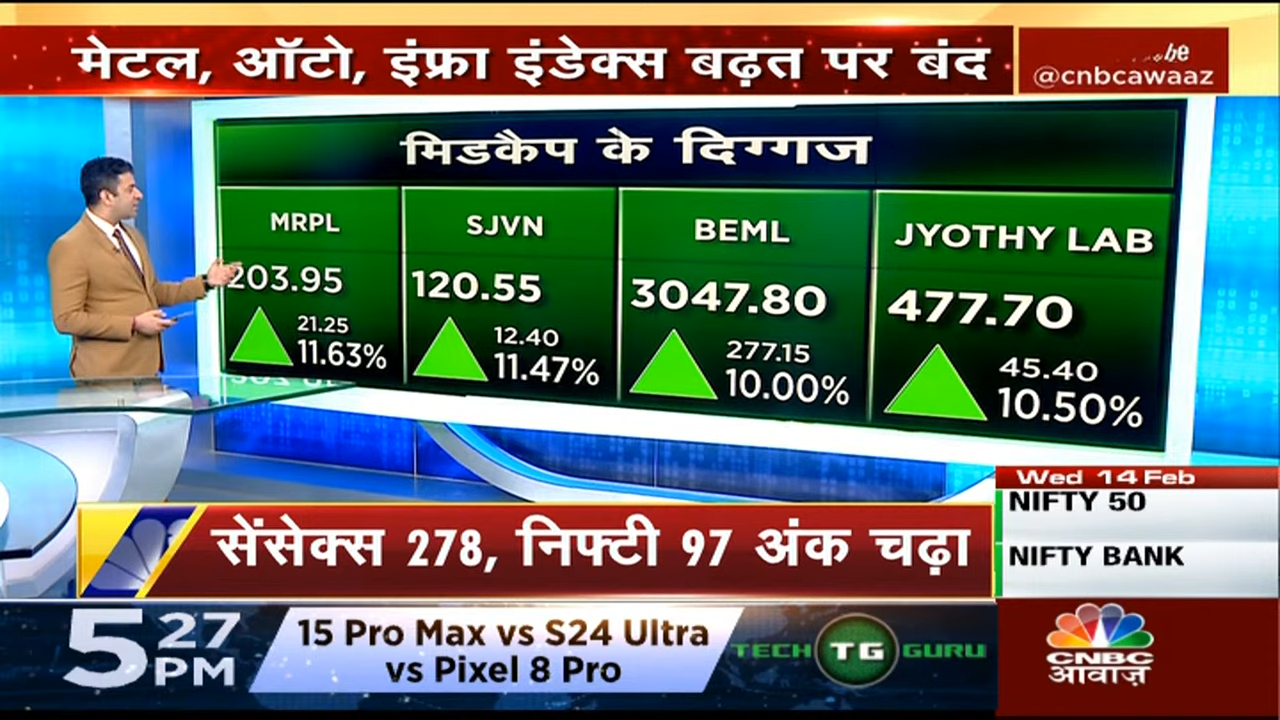 मेटल, ऑटो, इंफ्रा इंडेक्स बढ़त पर बंद
be
@cnbcawaaz
मिडकैप के दिग्गज
MRPL
203.95
21.25
11.63%
SJVN
120.55
12.40
11.47%
BEML
3047.80
277.15
10.00%
JYOTHY LAB
477.70
45.40
10.50%
Wed 14 Feb
NIFTY 50
NIFTY BANK
सेंसेक्स 278, निफ्टी 97 अंक चढ़ा
5 27 PM
15 Pro Max vs S24 Ultra
vs Pixel 8 Pro
TECH TG GURU
CNBC
आवाज़